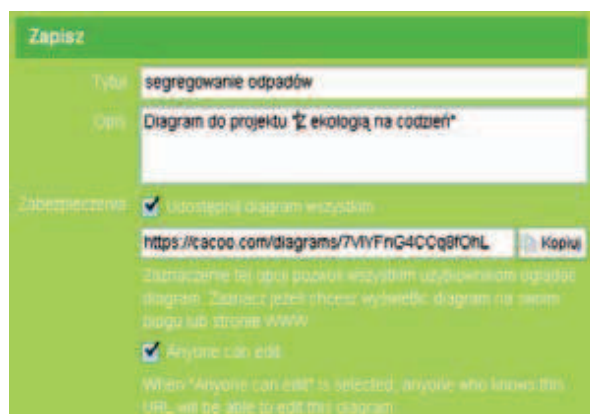 Zapisz
Tytuł segregowanie odpadów
Opis Diagram do projektu "Z ekologią na codzień"
Zabezpieczenia Udostępnij diagram wszystkim
https://cacoo.com/diagrams/ Kopiuj
Zaznaczenie tej opcji pozwoli wszystkim użytkownikom oglądać
diagram. Zaznacz jeżeli chcesz wyświetlić diagram na swoim
blogu lub stronie WWW
Anyone can edit
When "Anyone can edit" is selected, anyone who knows this
URL will be able to edit this diagram